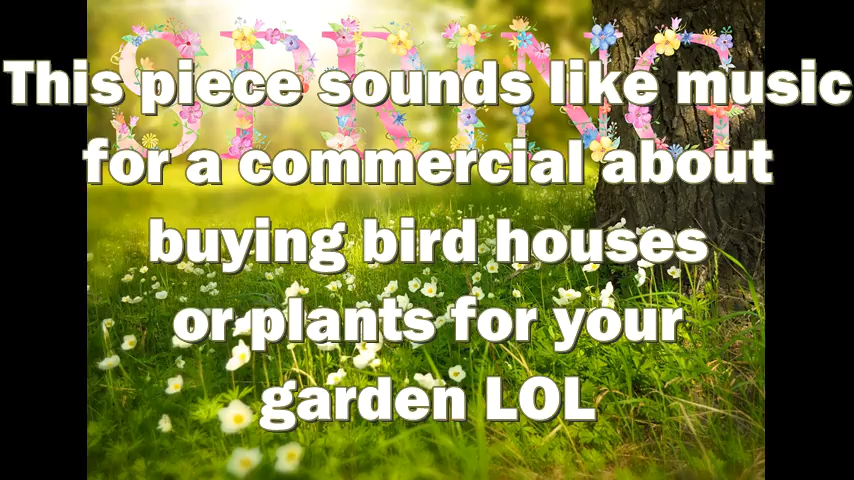 SPRING
This piece sounds like music
for a commercial about
buying bird houses
or plants for your
garden LOL